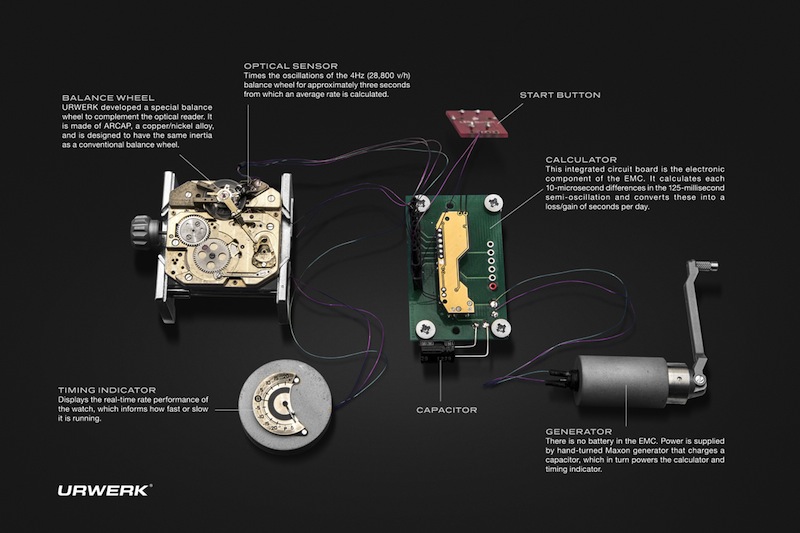 OPTICAL SENSOR
Times the oscillations of the 4Hz (28,800 v/h)
balance wheel for approximately three seconds
from which an average rate is calculated.
BALANCE WHEEL
URWERK developed a special balance
wheel to complement the optical reader. It
is made of ARCAP, a copper/nickel alloy,
and is designed to have the same inertia
as a conventional balance wheel.
START BUTTON
CALCULATOR
This integrated circuit board is the electronic
component of the EMC. It calculates each
10-microsecond differences in the 125-millisecond
semi-oscillation and converts these into a
loss/gain of seconds per day.
TIMING INDICATOR
Displays the real-time rate performance of
the watch, which informs how fast or slow
it is running.
CAPACITOR
GENERATOR
There is no battery in the EMC. Power is supplied
by hand-turned Maxon generator that charges a
capacitor, which in turn powers the calculator and
timing indicator.
URWERK®